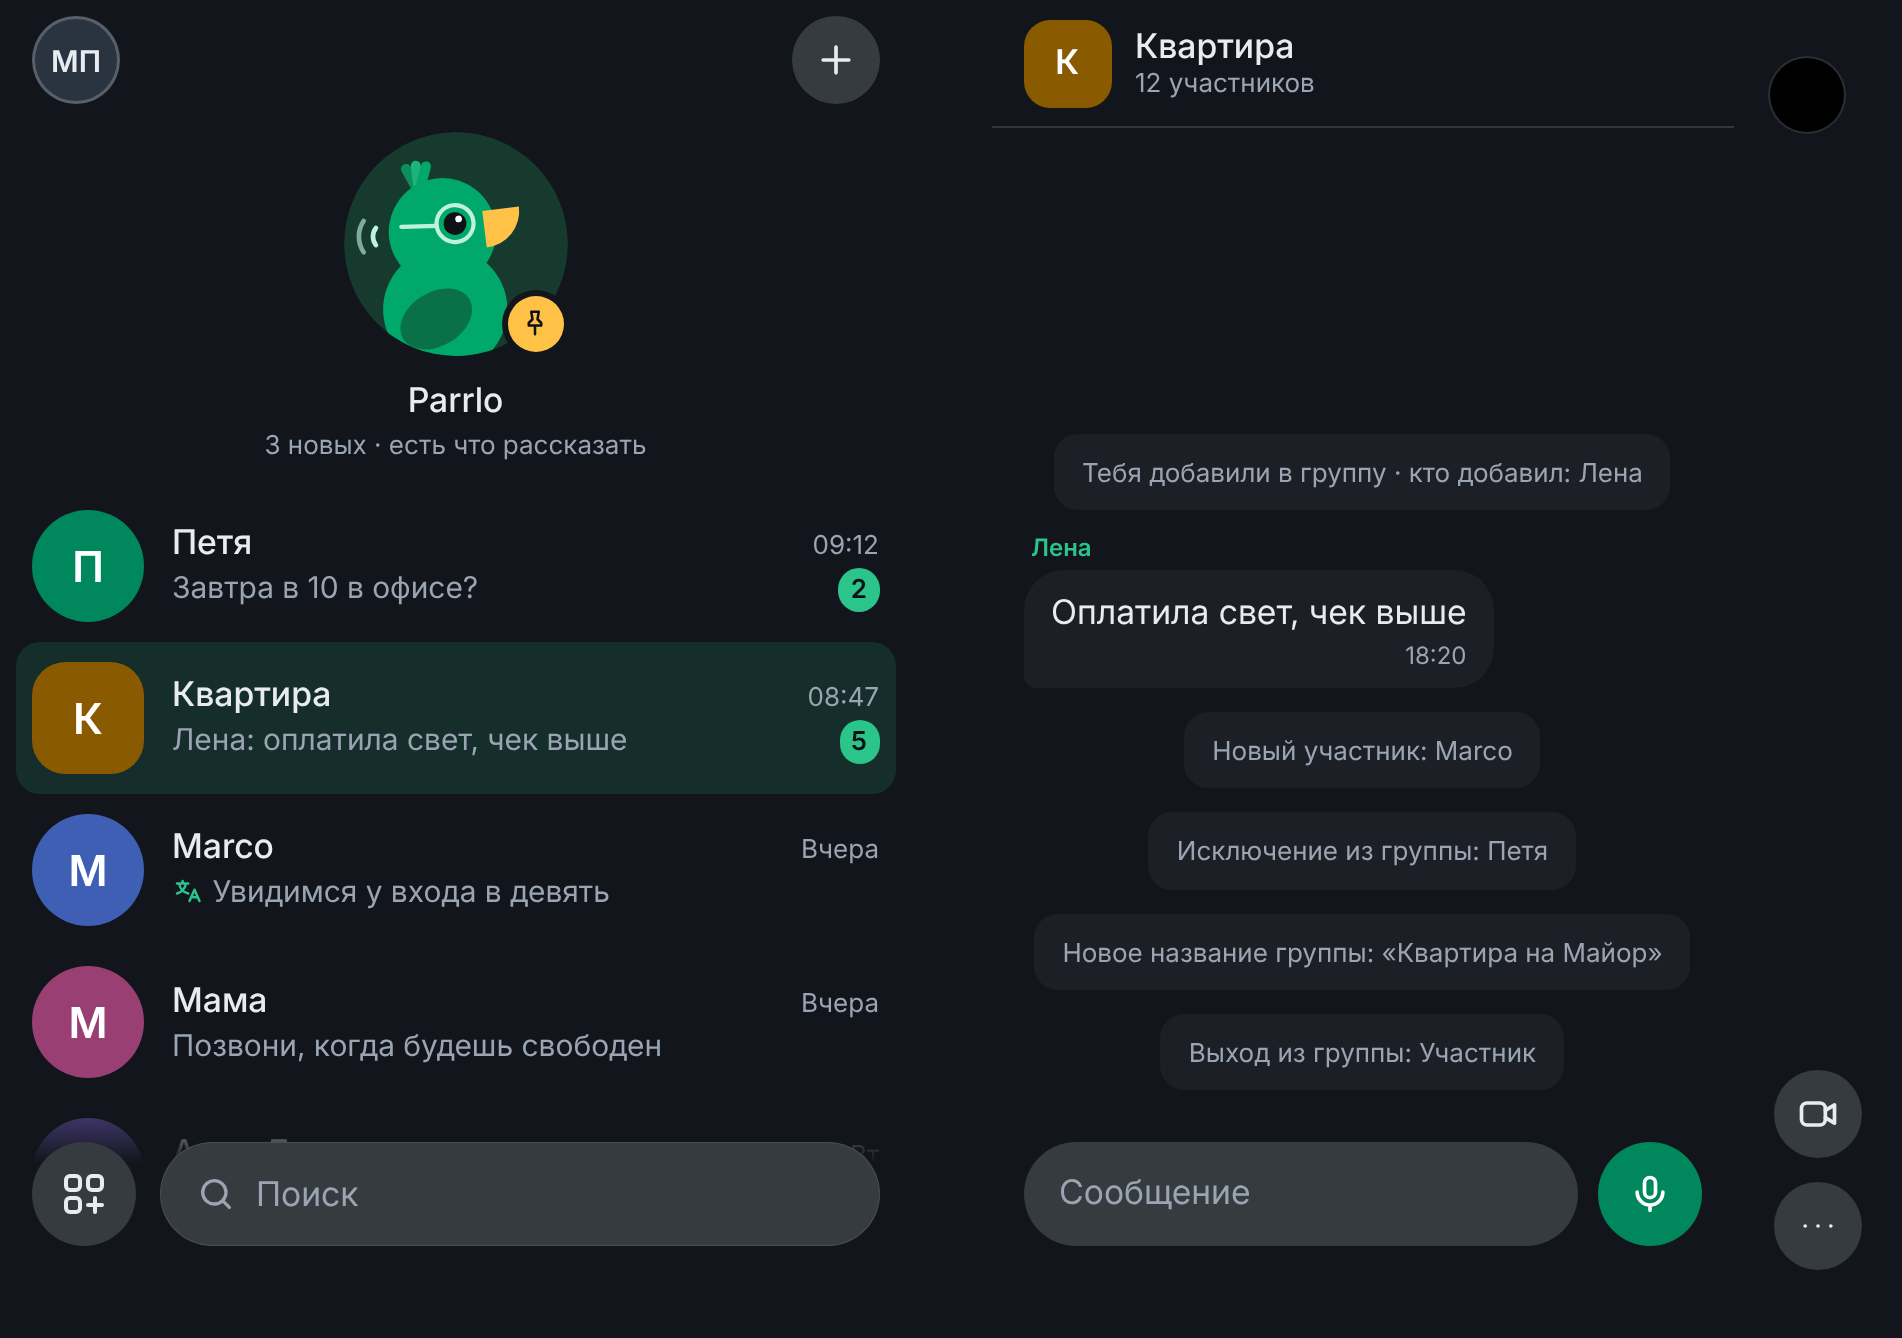 МП
Parrlo
3 новых · есть что рассказать
П
Петя
09:12
Завтра в 10 в офисе?
2
К
Квартира
08:47
Лена: оплатила свет, чек выше
5
M
Marco
Вчера
Увидимся у входа в девять
М
Мама
Вчера
Позвони, когда будешь свободен
Поиск
К
Квартира
12 участников
Тебя добавили в группу · кто добавил: Лена
Лена
Оплатила свет, чек выше
18:20
Новый участник: Marco
Исключение из группы: Петя
Новое название группы: «Квартира на Майор»
Выход из группы: Участник
Сообщение